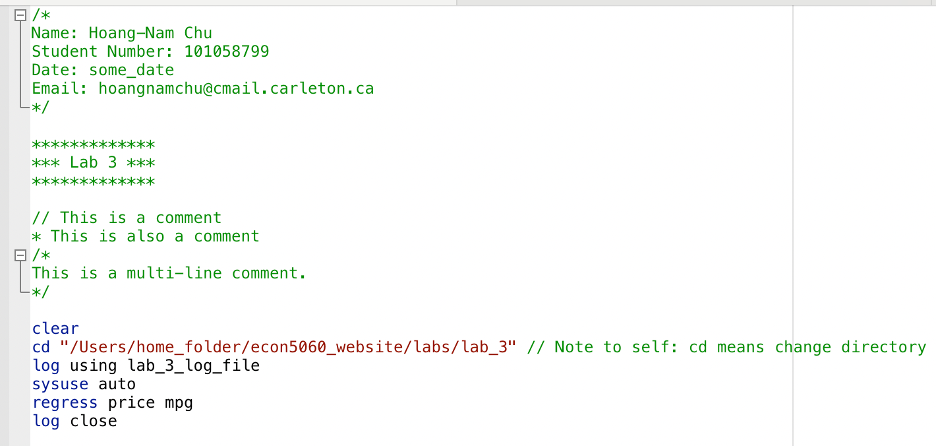 /*
Name: Hoang-Nam Chu
Student Number: 101058799
Date: some_date
Email: hoangnamchu@cmail.carleton.ca
*/
*************
*** Lab 3 ***
*************
// This is a comment
* This is also a comment
/*
This is a multi-line comment.
*/
clear
cd "/Users/home_folder/econ5060_website/labs/lab_3" // Note to self: cd means change directory
log using lab_3_log_file
sysuse auto
regress price mpg
log close